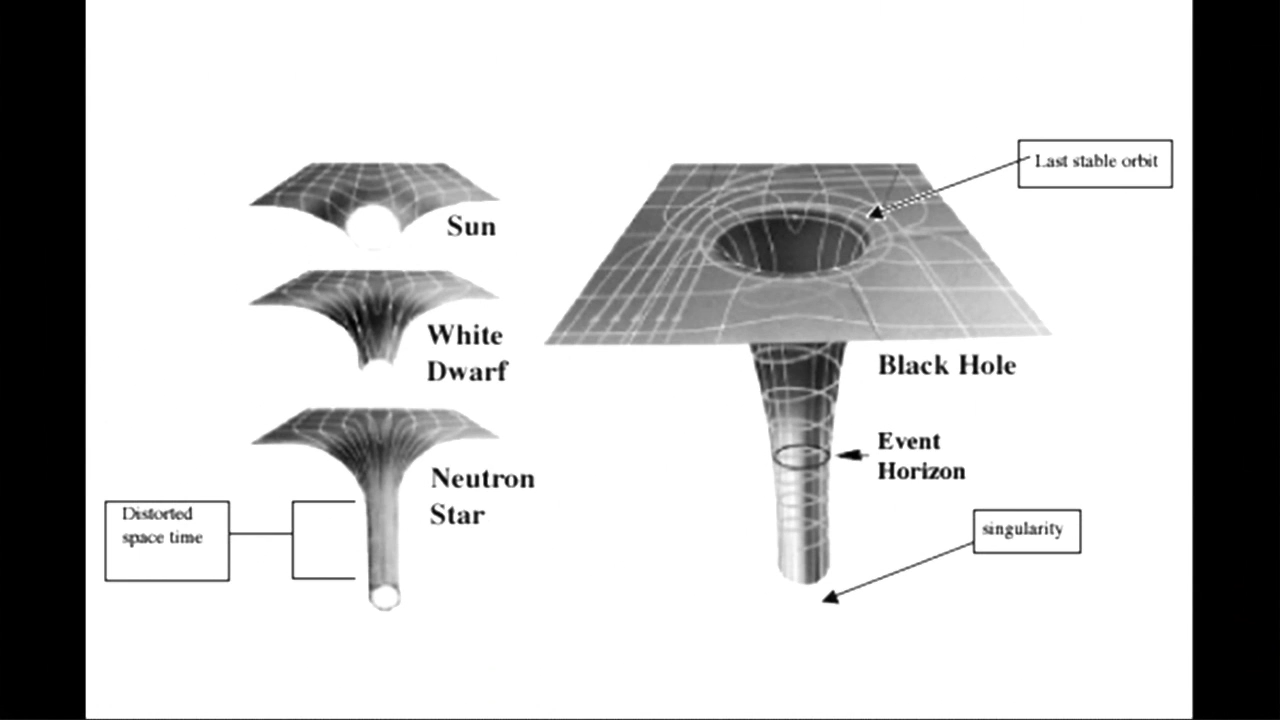 Last stable orbit
Sun
White
Dwarf
Black Hole
Event
Horizon
Neutron
Star
Distorted
space time
singularity